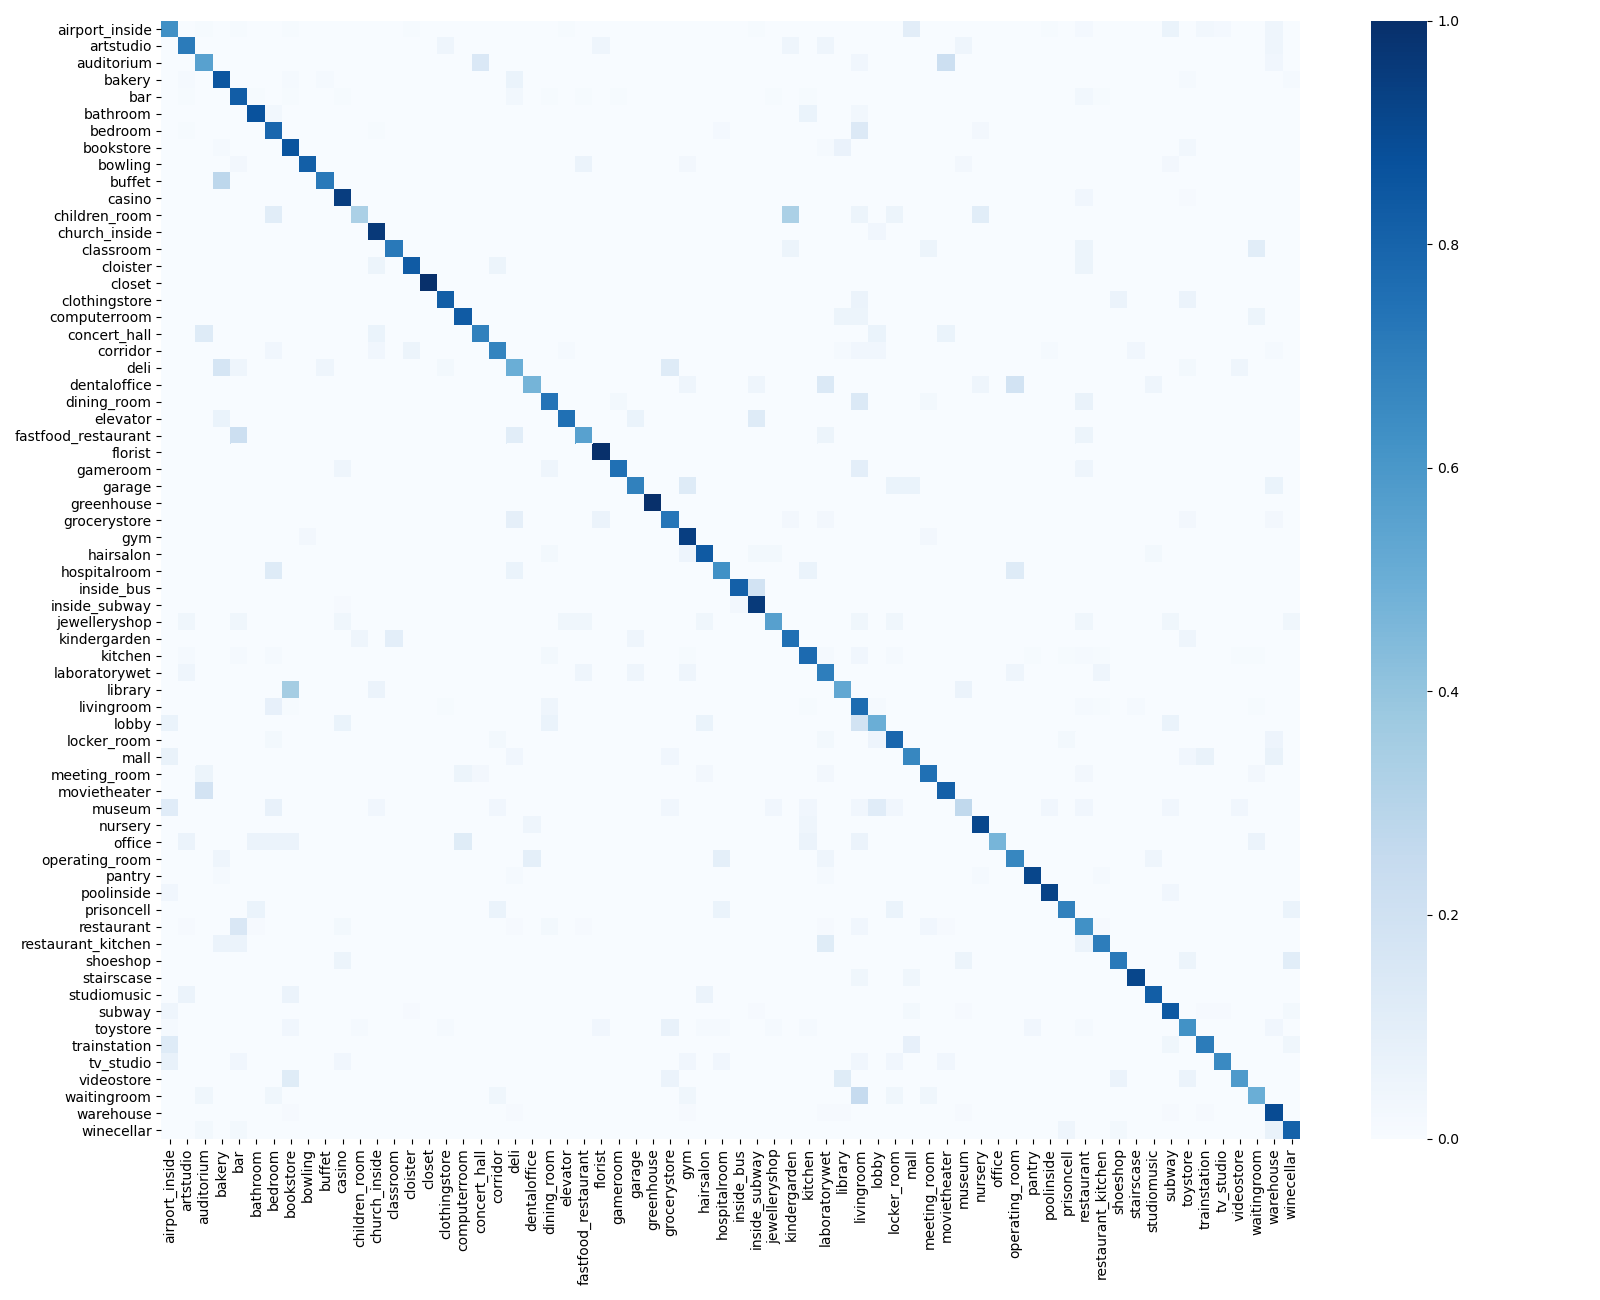 airport_inside
artstudio
auditorium
bakery
bar
bathroom
bedroom
bookstore
bowling
buffet
casino
children_room
church_inside
classroom
cloister
closet
clothingstore
computerroom
concert_hall
corridor
deli
dentaloffice
dining_room
elevator
fastfood_restaurant
florist
gameroom
garage
greenhouse
grocerystore
gym
hairsalon
hospitalroom
inside_bus
inside_subway
jewelleryshop
kindergarden
kitchen
laboratorywet
library
livingroom
lobby
locker_room
mall
meeting_room
movietheater
museum
nursery
office
operating_room
pantry
poolinside
prisoncell
restaurant
restaurant_kitchen
shoeshop
stairscase
studiomusic
subway
toystore
trainstation
tv_studio
videostore
waitingroom
warehouse
winecellar
airport_inside
artstudio
auditorium
bakery
bar
bathroom
bedroom
bookstore
bowling
buffet
casino
children_room
church_inside
classroom
cloister
closet
clothingstore
computerroom
concert_hall
corridor
deli
dentaloffice
dining_room
elevator
fastfood_restaurant
florist
gameroom
garage
greenhouse
grocerystore
gym
hairsalon
hospitalroom
inside_bus
inside_subway
jewelleryshop
kindergarden
kitchen
laboratorywet
library
livingroom
lobby
locker_room
mall
meeting_room
movietheater
museum
nursery
office
operating_room
pantry
poolinside
prisoncell
restaurant
restaurant_kitchen
shoeshop
stairscase
studiomusic
subway
toystore
trainstation
tv_studio
videostore
waitingroom
warehouse
winecellar
1.0
0.8
0.6
0.4
0.2
0.0